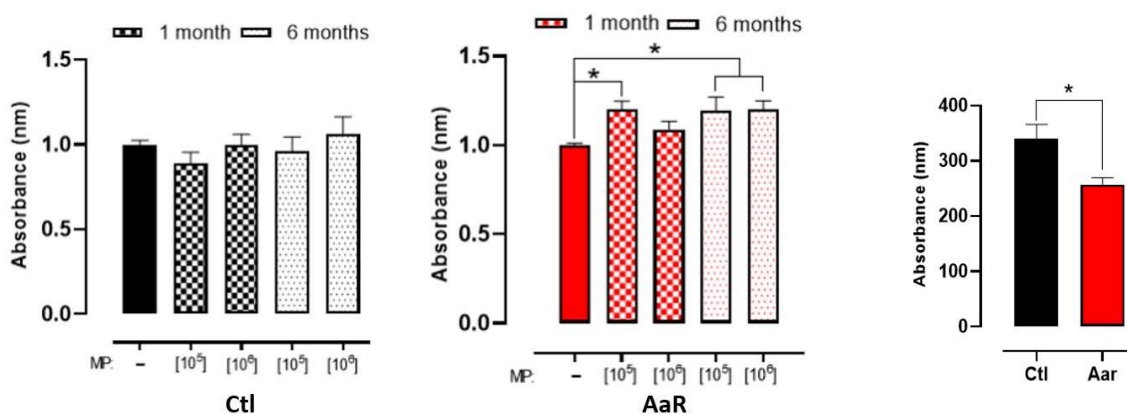 1 month 6 months
1.5
1.0
0.5
0.0
Absorbance (nm)
MP: – [10⁵] [10⁶] [10⁵] [10⁶]
Ctl
1 month 6 months
*
*
1.5
1.0
0.5
0.0
Absorbance (nm)
MP: – [10⁵] [10⁶] [10⁵] [10⁶]
AaR
*
400
300
200
100
0
Absorbance (nm)
Ctl Aar